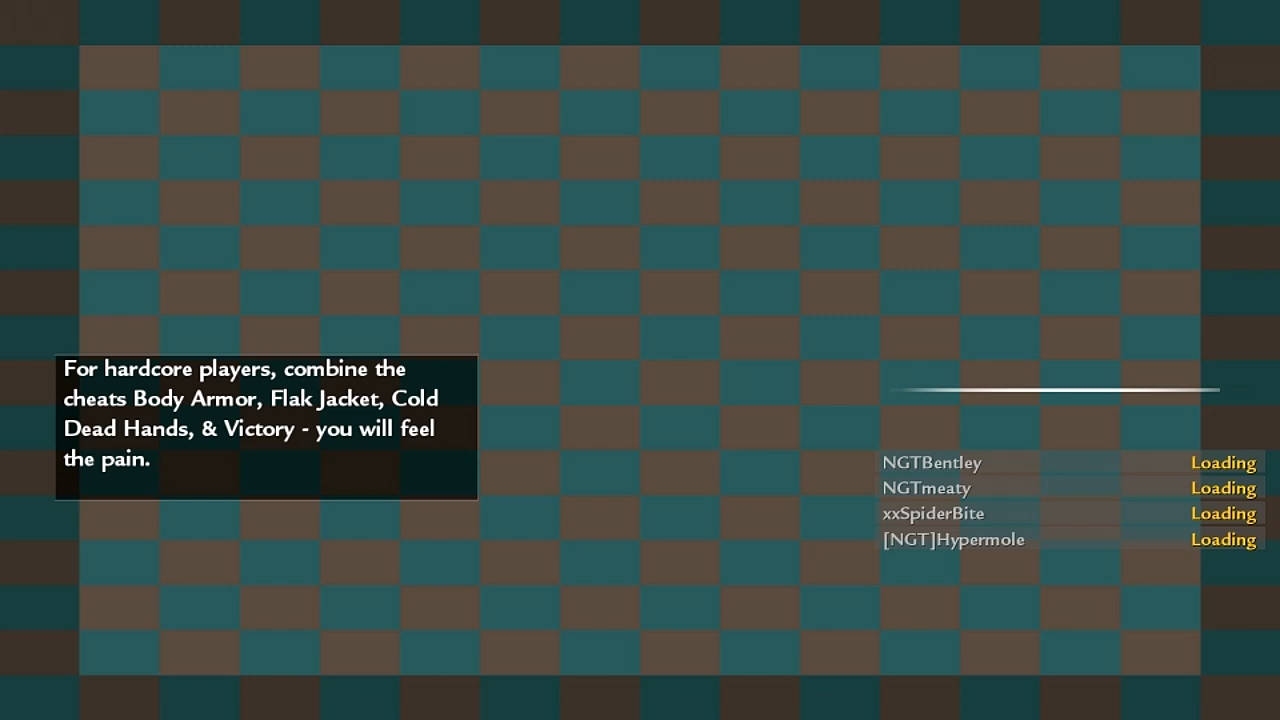 For hardcore players, combine the
cheats Body Armor, Flak Jacket, Cold
Dead Hands, & Victory - you will feel
the pain.
NGTBentley Loading
NGTmeaty Loading
xxSpiderBite Loading
[NGT]Hypermole Loading